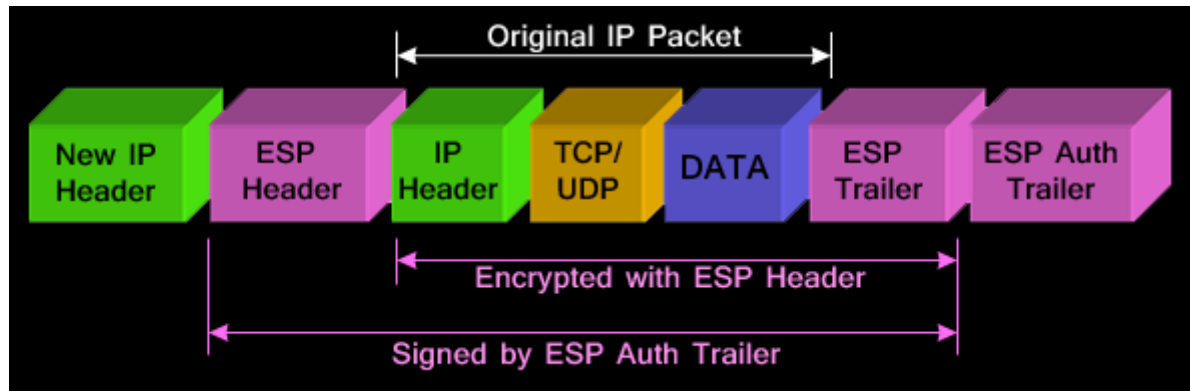 Original IP Packet
New IP
Header
ESP
Header
IP
Header
TCP/
UDP
DATA
ESP
Trailer
ESP Auth
Trailer
Encrypted with ESP Header
Signed by ESP Auth Trailer